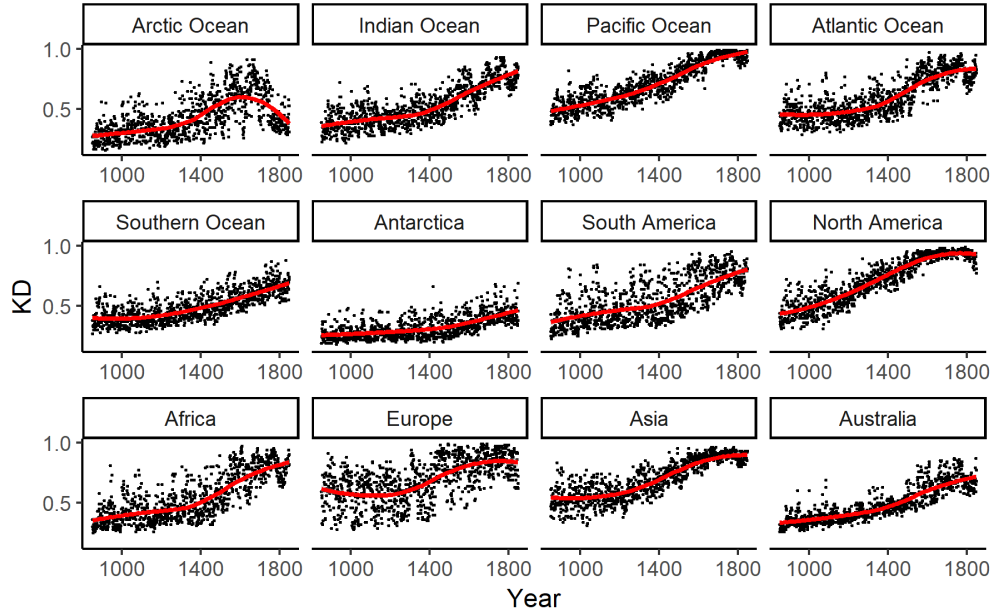 Arctic Ocean Indian Ocean Pacific Ocean Atlantic Ocean
1.0
0.5
1000 1400 1800 1000 1400 1800 1000 1400 1800 1000 1400 1800
Southern Ocean Antarctica South America North America
1.0
KD
0.5
1000 1400 1800 1000 1400 1800 1000 1400 1800 1000 1400 1800
Africa Europe Asia Australia
1.0
0.5
1000 1400 1800 1000 1400 1800 1000 1400 1800 1000 1400 1800
Year